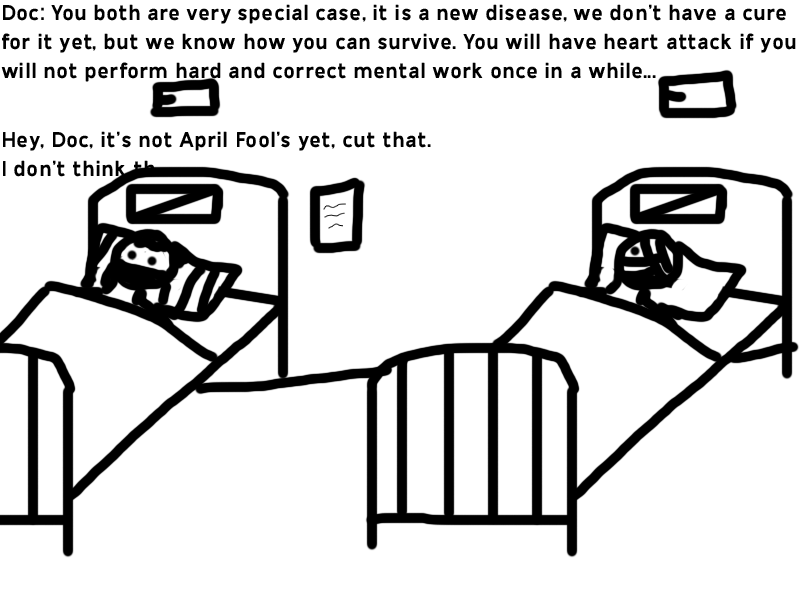 Doc: You both are very special case, it is a new disease, we don't have a cure
for it yet, but we know how you can survive. You will have heart attack if you
will not perform hard and correct mental work once in a while...
Hey, Doc, it's not April Fool's yet, cut that.
I don't think